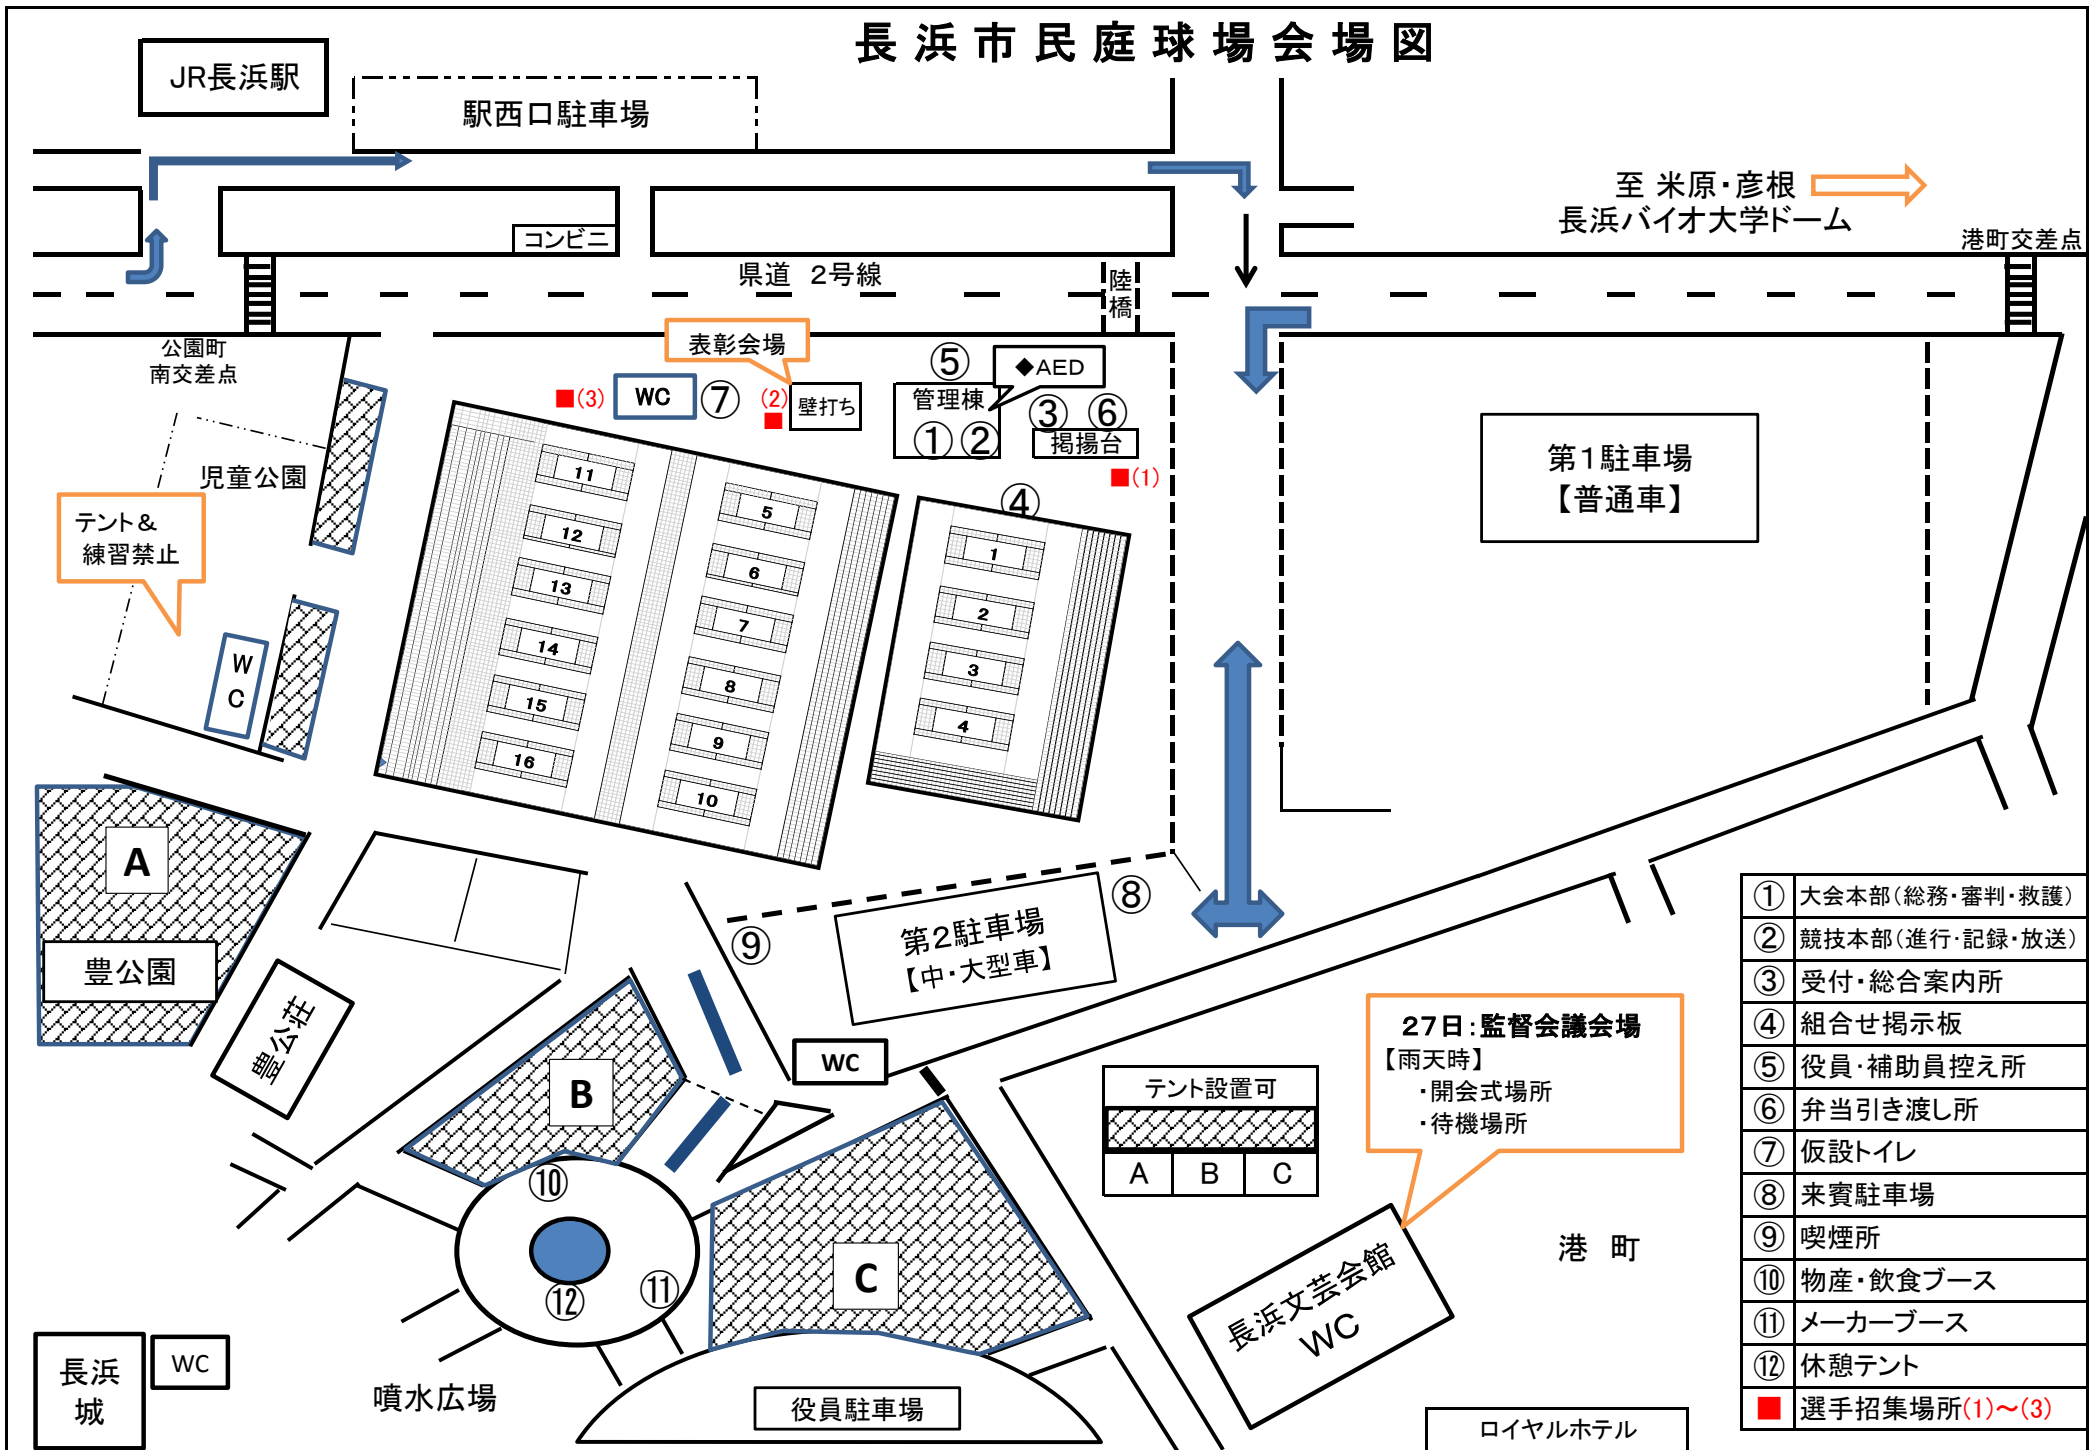 長浜市民庭球場会場図
JR長浜駅
駅西口駐車場
至 米原・彦根
長浜バイオ大学ドーム
コンビニ
港町交差点
県道 2号線
陸橋
公園町
南交差点
表彰会場
⑤
◆AED
■(3)
WC
⑦
(2)
■
壁打ち
管理棟
① ②
③ ⑥
掲揚台
■(1)
④
第1駐車場
【普通車】
児童公園
テント&
練習禁止
WC
11
12
13
14
15
16
5
6
7
8
9
10
1
2
3
4
A
豊公園
豊公荘
⑧
⑨
第2駐車場
【中・大型車】
WC
B
C
⑩
⑪
⑫
テント設置可
A B C
27日:監督会議会場
【雨天時】
・開会式場所
・待機場所
長浜文芸会館
WC
港 町
長浜
城
WC
噴水広場
役員駐車場
ロイヤルホテル
① 大会本部(総務・審判・救護)
② 競技本部(進行・記録・放送)
③ 受付・総合案内所
④ 組合せ掲示板
⑤ 役員・補助員控え所
⑥ 弁当引き渡し所
⑦ 仮設トイレ
⑧ 来賓駐車場
⑨ 喫煙所
⑩ 物産・飲食ブース
⑪ メーカーブース
⑫ 休憩テント
■ 選手招集場所(1)～(3)